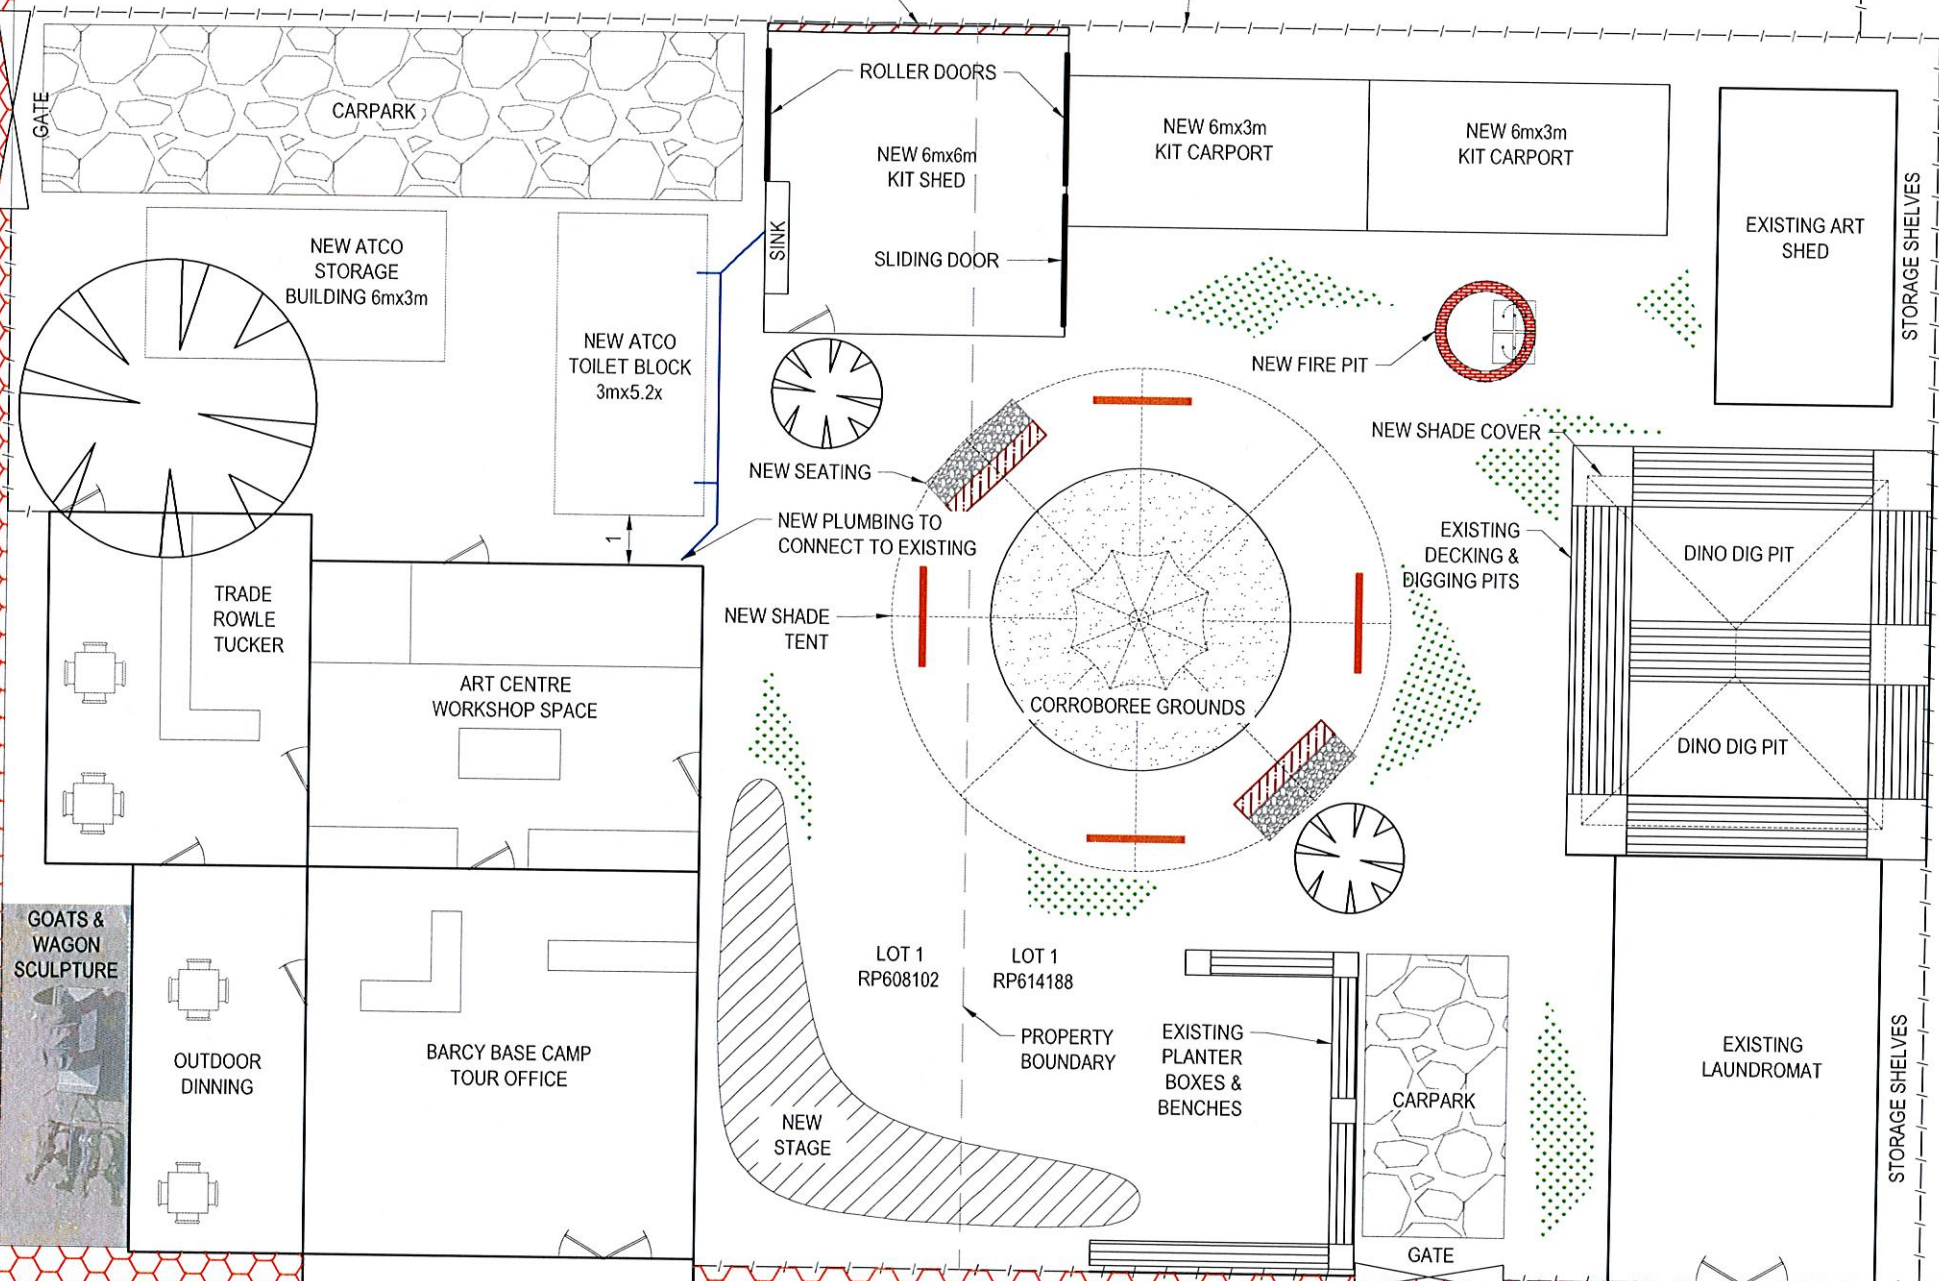 GATE
CARPARK
ROLLER DOORS
NEW 6mx6m
KIT SHED
SINK
SLIDING DOOR
NEW 6mx3m
KIT CARPORT
NEW 6mx3m
KIT CARPORT
EXISTING ART
SHED
STORAGE SHELVES
NEW ATCO
STORAGE
BUILDING 6mx3m
NEW ATCO
TOILET BLOCK
3mx5.2x
1
NEW FIRE PIT
NEW SHADE COVER
NEW SEATING
NEW PLUMBING TO
CONNECT TO EXISTING
EXISTING
DECKING &
DIGGING PITS
DINO DIG PIT
TRADE
ROWLE
TUCKER
NEW SHADE
TENT
ART CENTRE
WORKSHOP SPACE
CORROBOREE GROUNDS
DINO DIG PIT
GOATS &
WAGON
SCULPTURE
LOT 1
RP608102
LOT 1
RP614188
PROPERTY
BOUNDARY
EXISTING
PLANTER
BOXES &
BENCHES
OUTDOOR
DINNING
BARCY BASE CAMP
TOUR OFFICE
NEW
STAGE
CARPARK
EXISTING
LAUNDROMAT
STORAGE SHELVES
GATE